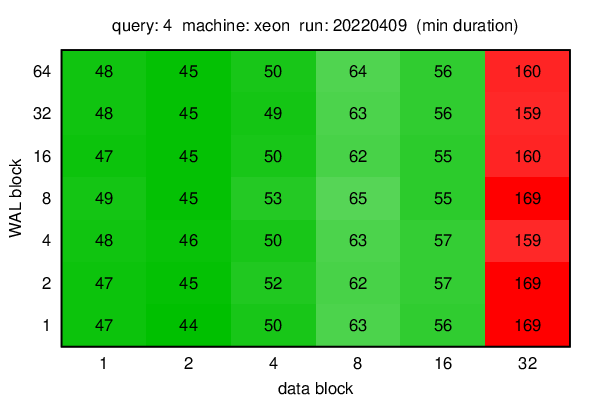 query: 4 machine: xeon run: 20220409 (min duration)
64 48 45 50 64 56 160
32 48 45 49 63 56 159
16 47 45 50 62 55 160
8 49 45 53 65 55 169
4 48 46 50 63 57 159
2 47 45 52 62 57 169
1 47 44 50 63 56 169
WAL block
1 2 4 8 16 32
data block